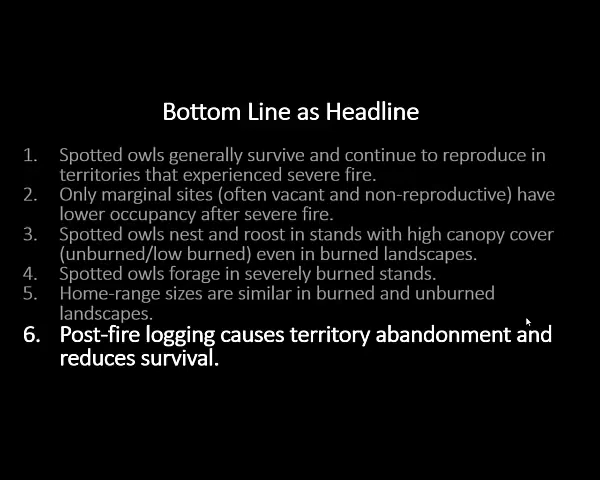 Bottom Line as Headline
1. Spotted owls generally survive and continue to reproduce in
territories that experienced severe fire.
2. Only marginal sites (often vacant and non-reproductive) have
lower occupancy after severe fire.
3. Spotted owls nest and roost in stands with high canopy cover
(unburned/low burned) even in burned landscapes.
4. Spotted owls forage in severely burned stands.
5. Home-range sizes are similar in burned and unburned
landscapes.
6. Post-fire logging causes territory abandonment and
reduces survival.